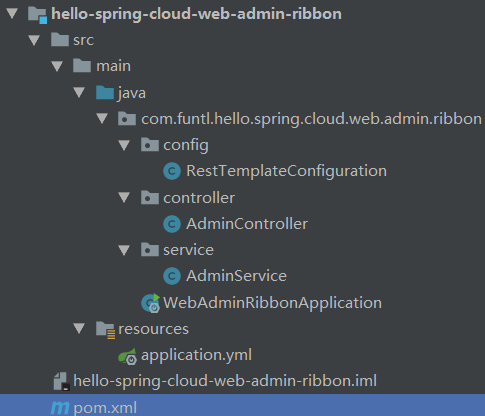 hello-spring-cloud-web-admin-ribbon
src
main
java
com.funtl.hello.spring.cloud.web.admin.ribbon
config
RestTemplateConfiguration
controller
AdminController
service
AdminService
WebAdminRibbonApplication
resources
application.yml
hello-spring-cloud-web-admin-ribbon.iml
pom.xml